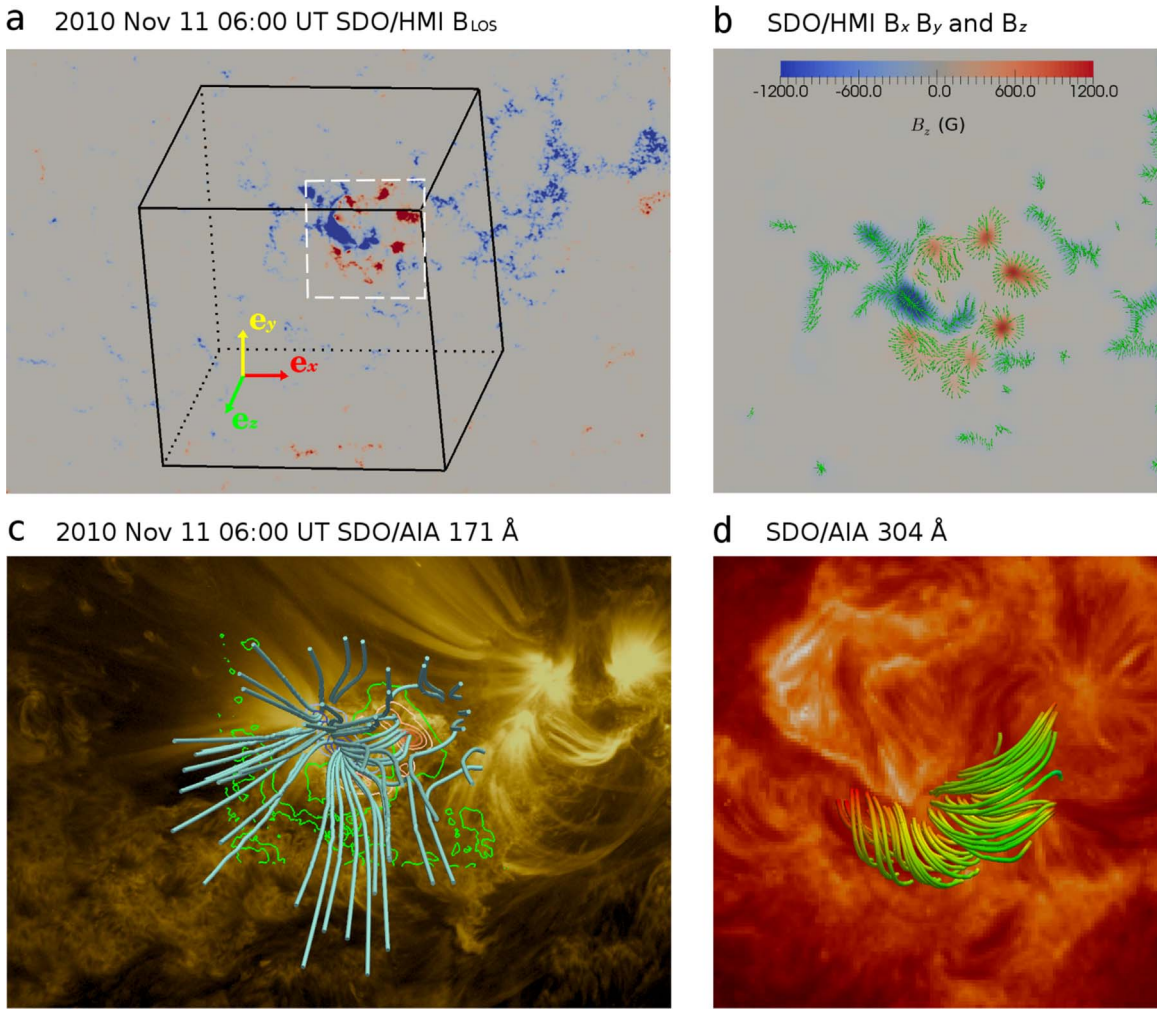 a 2010 Nov 11 06:00 UT SDO/HMI BLOS
b SDO/HMI Bx By and Bz
-1200.0 -600.0 0.0 600.0 1200.0
Bz (G)
ey
ex
ez
c 2010 Nov 11 06:00 UT SDO/AIA 171 Å
d SDO/AIA 304 Å